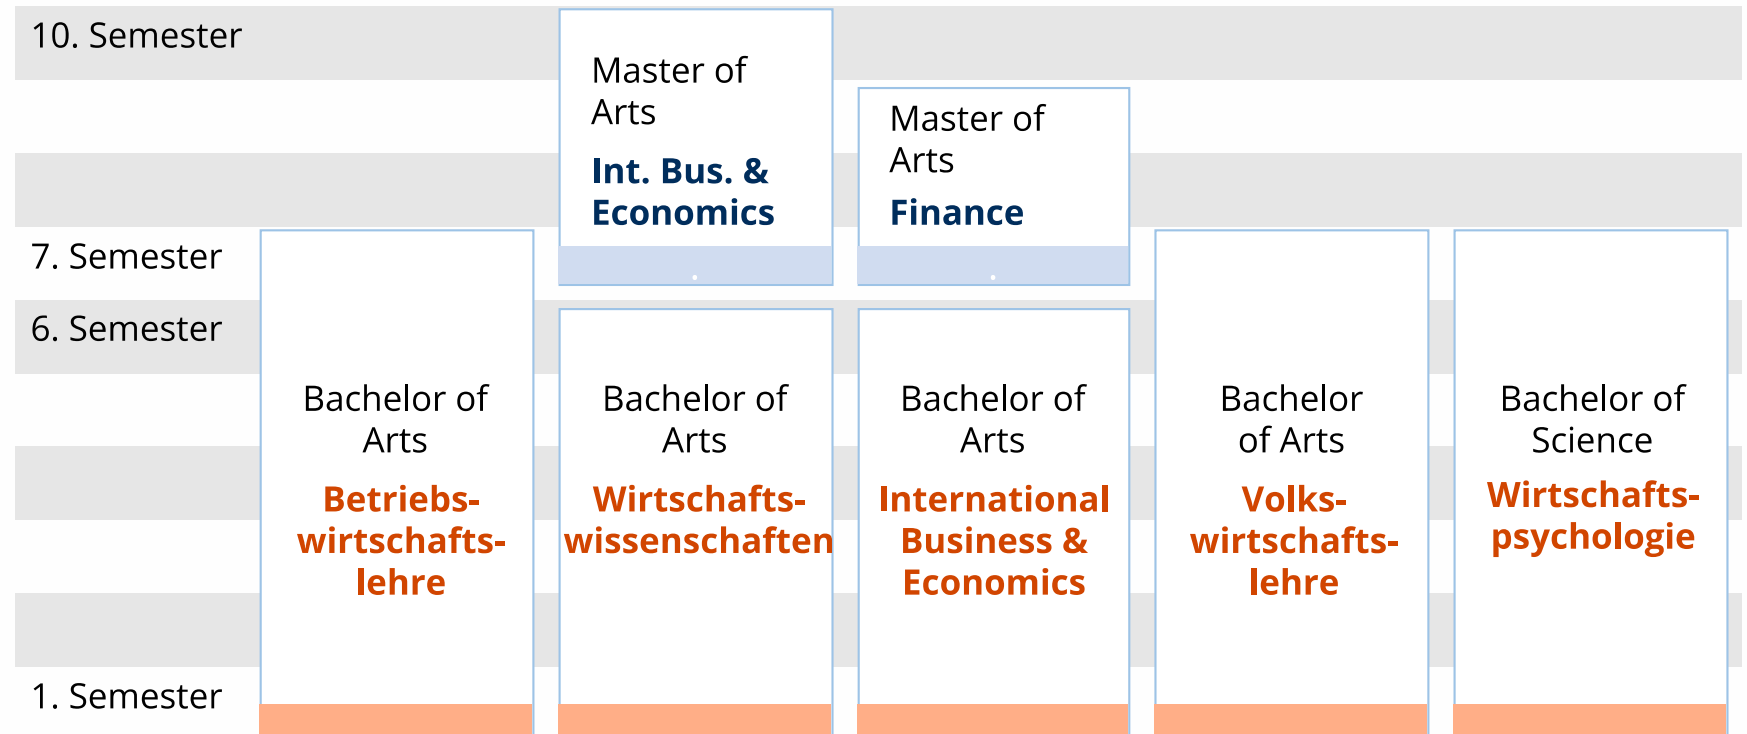 10. Semester
Master of
Arts
Int. Bus. &
Economics
Master of
Arts
Finance
7. Semester
.
.
6. Semester
Bachelor of
Arts
Betriebs-
wirtschafts-
lehre
Bachelor of
Arts
Wirtschafts-
wissenschaften
Bachelor of
Arts
International
Business &
Economics
Bachelor
of Arts
Volks-
wirtschafts-
lehre
Bachelor of
Science
Wirtschafts-
psychologie
1. Semester